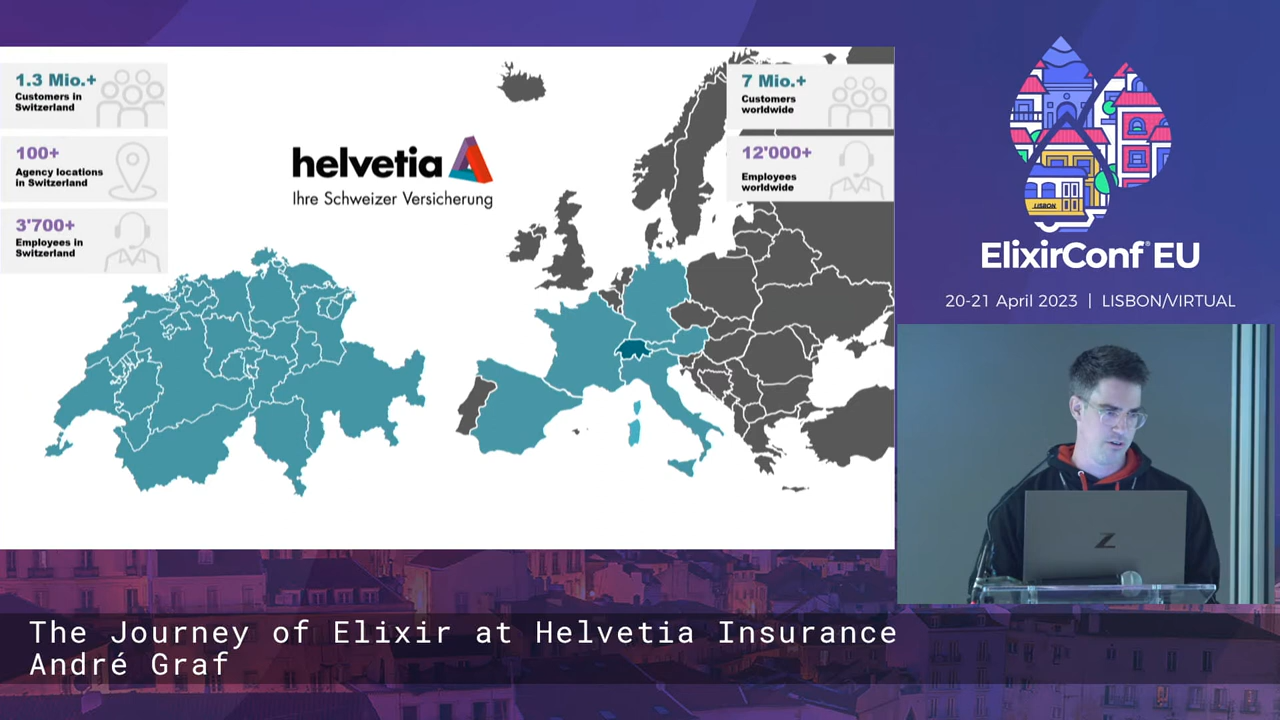 1.3 Mio.+
Customers in
Switzerland
100+
Agency locations
in Switzerland
3'700+
Employees in
Switzerland
helvetia
Ihre Schweizer Versicherung
7 Mio.+
Customers
worldwide
12'000+
Employees
worldwide
LISBON
ElixirConf® EU
20-21 April 2023 | LISBON/VIRTUAL
The Journey of Elixir at Helvetia Insurance
André Graf